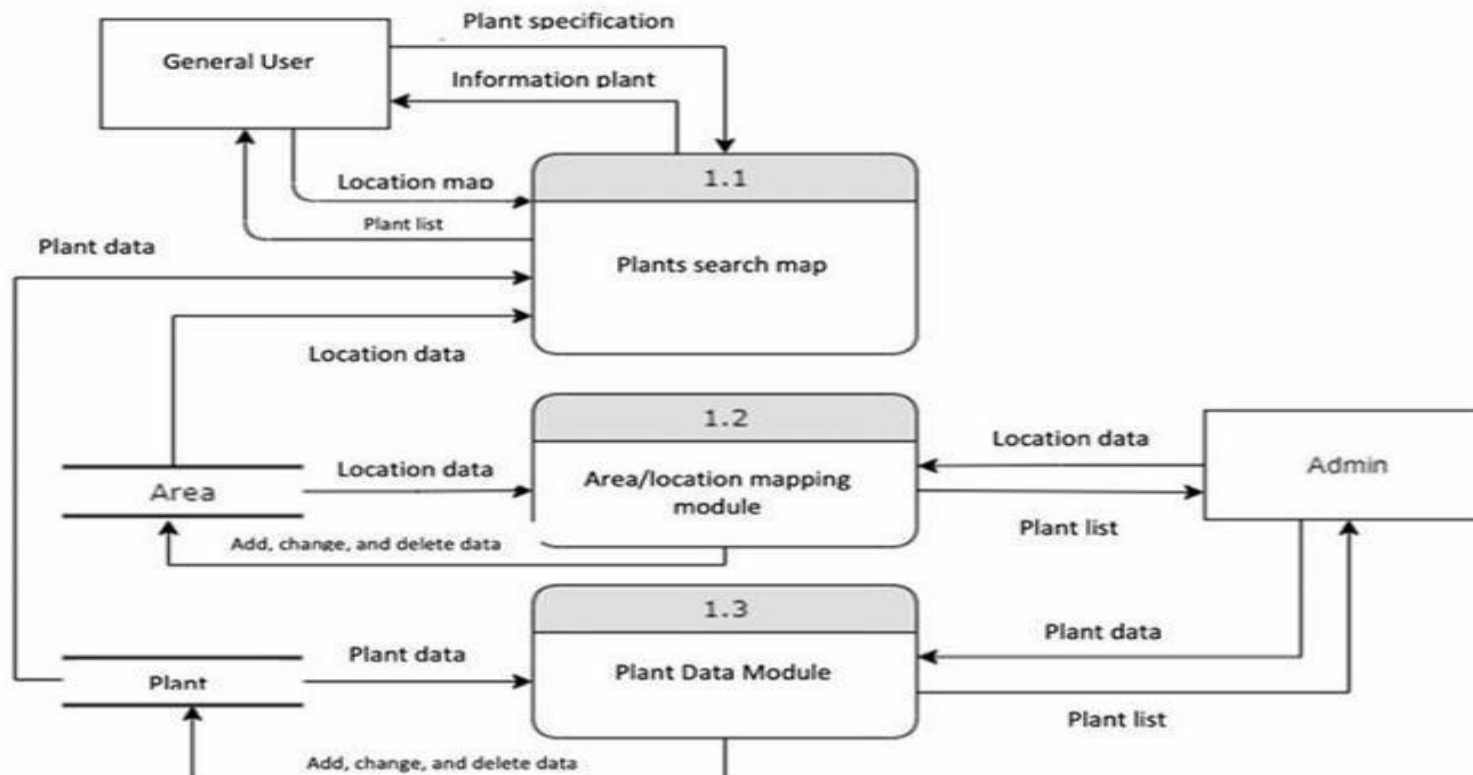 Plant specification
General User
Information plant
1.1
Location map
Plant list
Plant data
Plants search map
Location data
1.2
Location data
Location data
Area
Area/location mapping
module
Admin
Plant list
Add, change, and delete data
1.3
Plant data
Plant data
Plant
Plant Data Module
Plant list
Add, change, and delete data